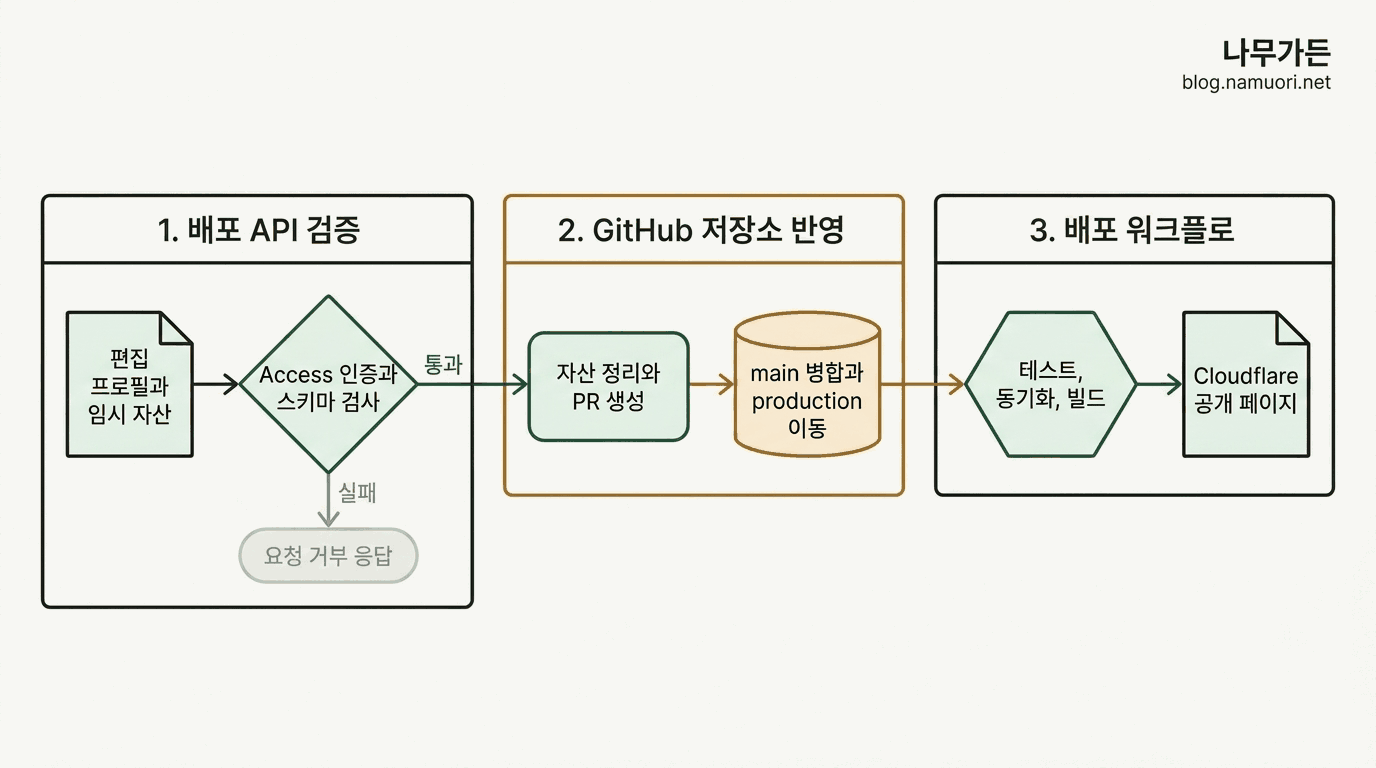 나무가든
blog.namuori.net
1. 배포 API 검증
편집
프로필과
임시 자산
Access 인증과
스키마 검사
통과
실패
요청 거부 응답
2. GitHub 저장소 반영
자산 정리와
PR 생성
main 병합과
production
이동
3. 배포 워크플로
테스트,
동기화, 빌드
Cloudflare
공개 페이지